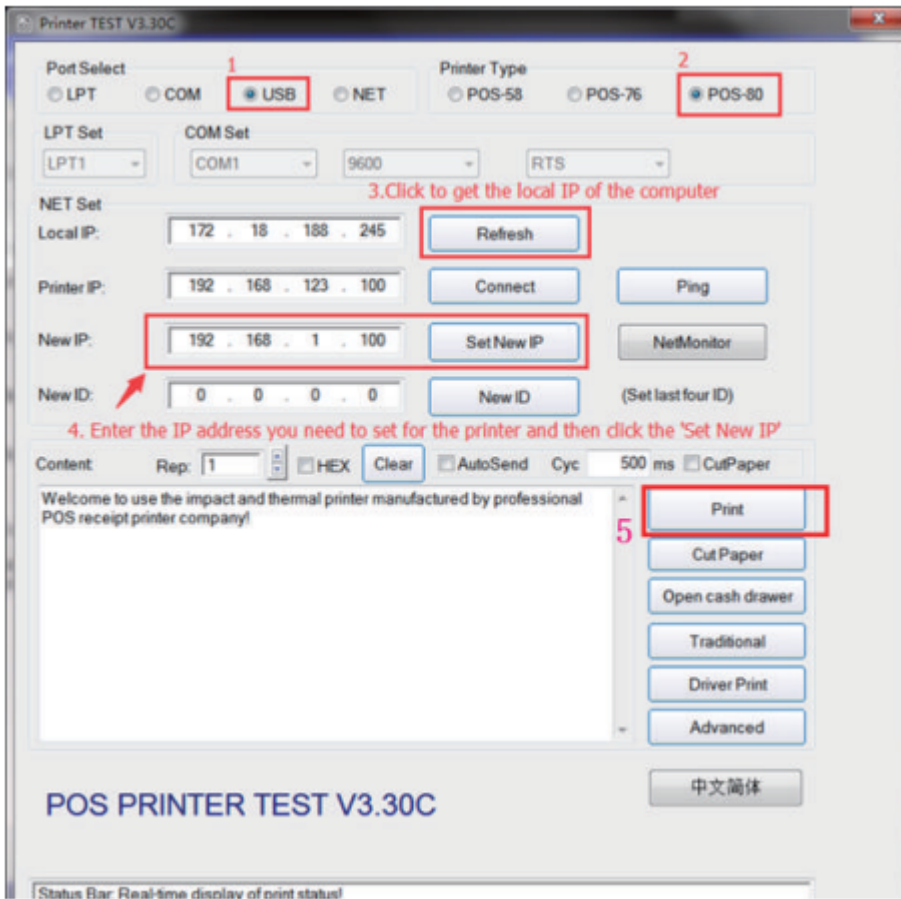 Printer TEST V3.30C
Port Select
1
LPT
COM
USB
NET
Printer Type
2
POS-58
POS-76
POS-80
LPT Set
LPT1
COM Set
COM1
9600
RTS
3.Click to get the local IP of the computer
NET Set
Local IP: 172 . 18 . 188 . 245 Refresh
Printer IP: 192 . 168 . 123 . 100 Connect Ping
New IP: 192 . 168 . 1 . 100 Set New IP NetMonitor
New ID: 0 . 0 . 0 . 0 New ID (Set last four ID)
4. Enter the IP address you need to set for the printer and then click the 'Set New IP'
Content Rep: 1 HEX Clear AutoSend Cyc 500 ms CutPaper
Welcome to use the impact and thermal printer manufactured by professional
POS receipt printer company!
5
Print
Cut Paper
Open cash drawer
Traditional
Driver Print
Advanced
中文简体
POS PRINTER TEST V3.30C
Status Bar: Real-time display of print status!